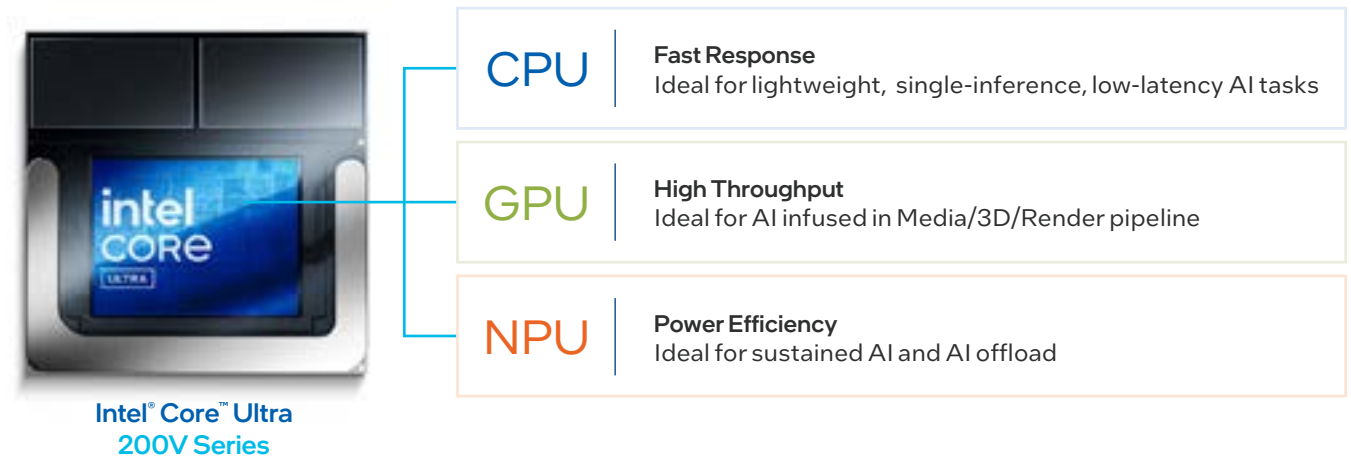 intel
CORE
ULTRA
Intel® Core™ Ultra
200V Series
CPU
Fast Response
Ideal for lightweight, single-inference, low-latency AI tasks
GPU
High Throughput
Ideal for AI infused in Media/3D/Render pipeline
NPU
Power Efficiency
Ideal for sustained AI and AI offload